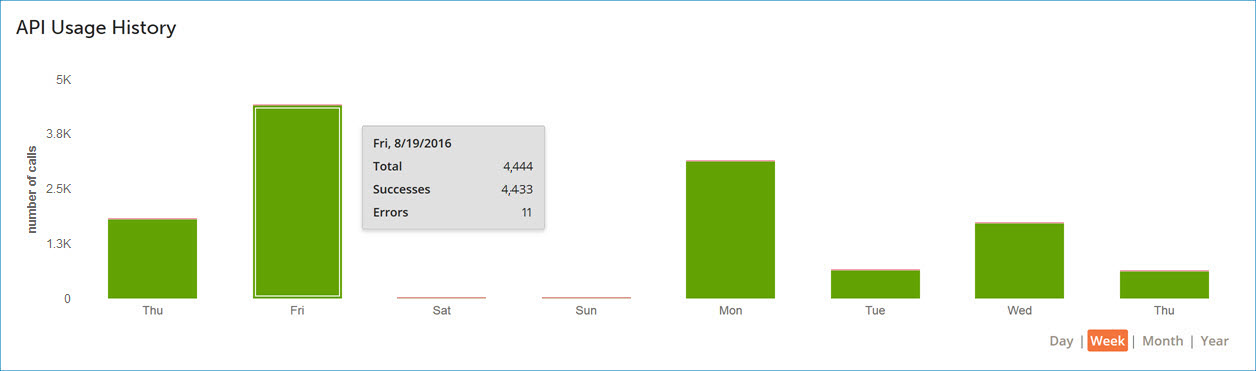 API Usage History
5K
3.8K
2.5K
1.3K
0
number of calls
Fri, 8/19/2016
Total 4,444
Successes 4,433
Errors 11
Thu Fri Sat Sun Mon Tue Wed Thu
Day | Week | Month | Year